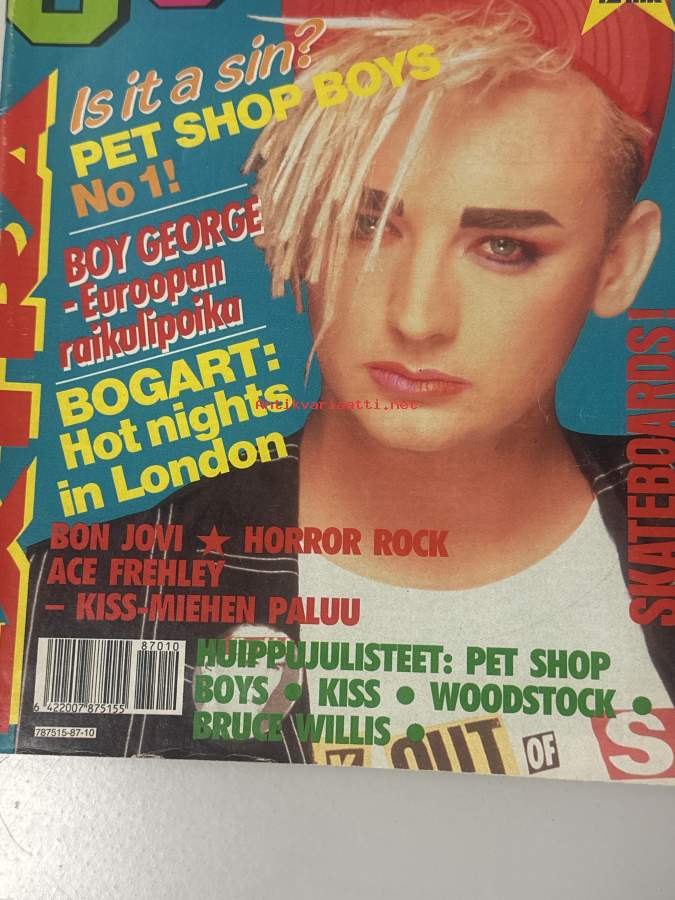 Is it a sin?
PET SHOP BOYS
No 1!
BOY GEORGE
- Euroopan
raikulipoika
BOGART:
Hot nights
in London
Antikvariaatti.net
SKATEBOARDS!
BON JOVI ★ HORROR ROCK
ACE FREHLEY
– KISS-MIEHEN PALUU
HUIPPUJULISTEET: PET SHOP
BOYS • KISS • WOODSTOCK •
BRUCE WILLIS •
87010
6 422007 875155
787515-87-10
OUT OF S